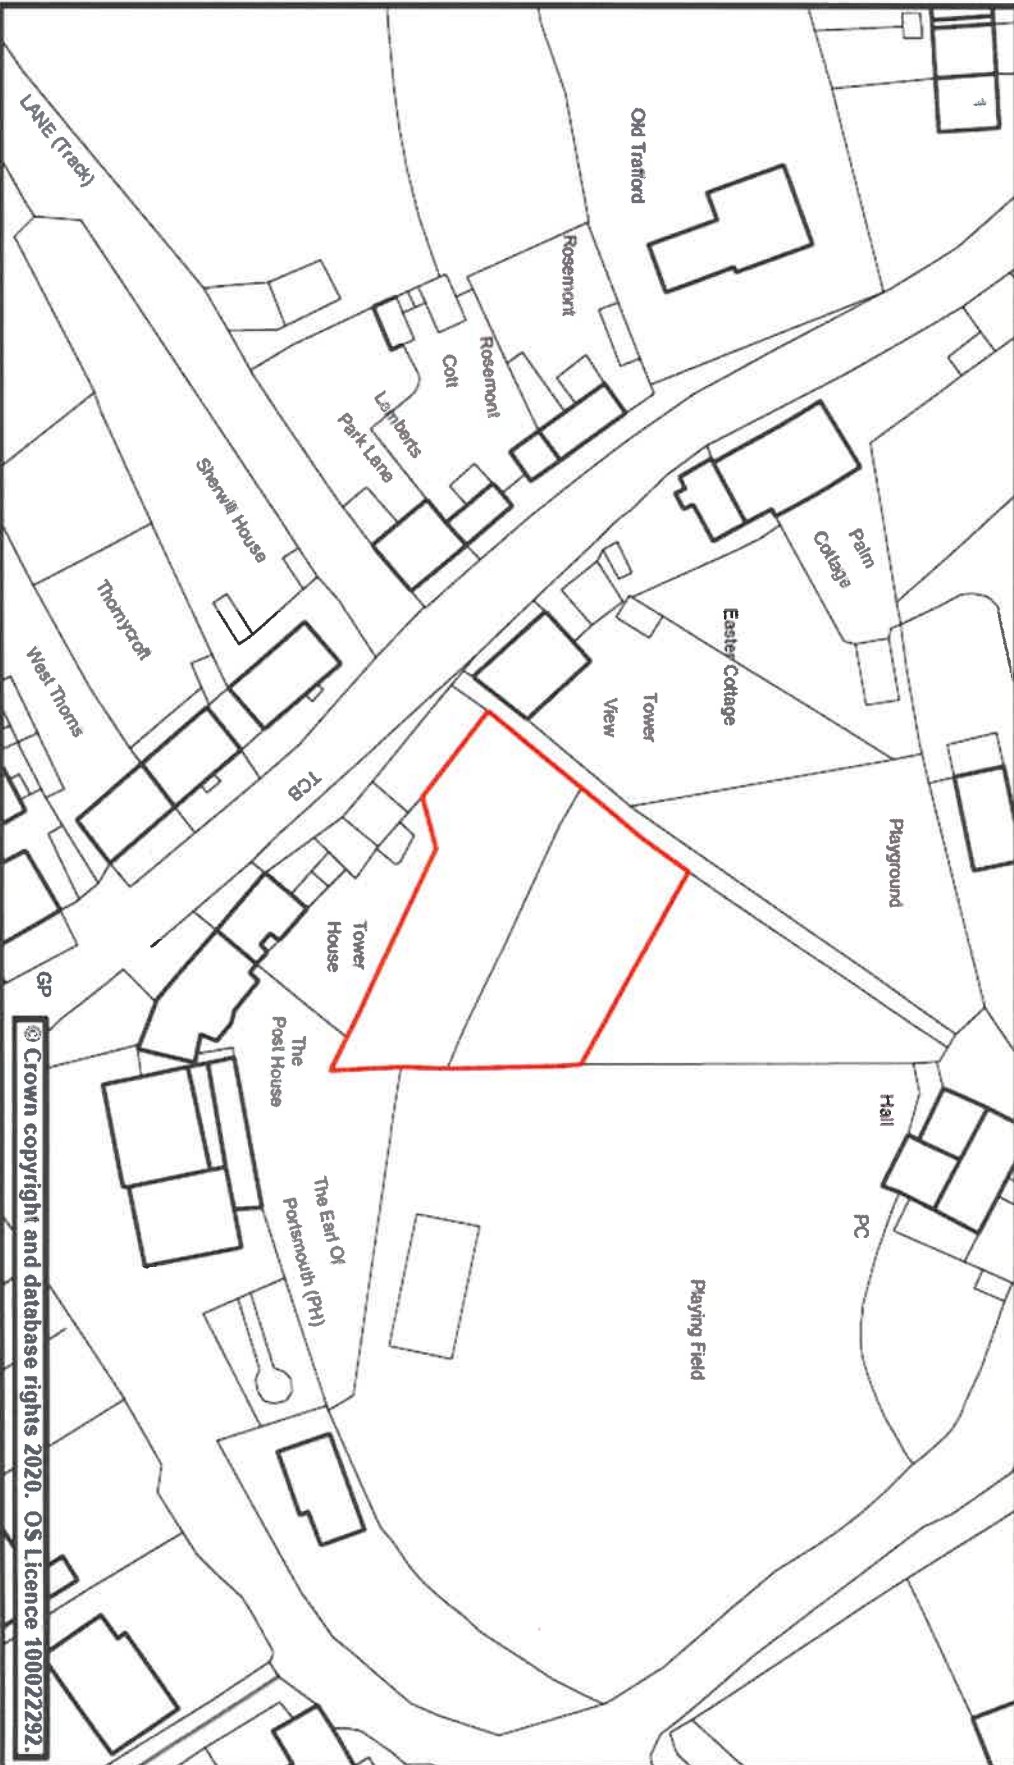 1
Old Trafford
LANE (Track)
Rosemont
Rosemont
Cott
Lamberts
Park Lane
Palm
Cottage
Sherwill House
Easter Cottage
Thornycroft
Tower
View
West Thorns
TCB
Playground
Tower
House
GP
The
Post House
Hall
PC
The Earl Of
Portsmouth (PH)
Playing Field
© Crown copyright and database rights 2020. OS Licence 100022292.